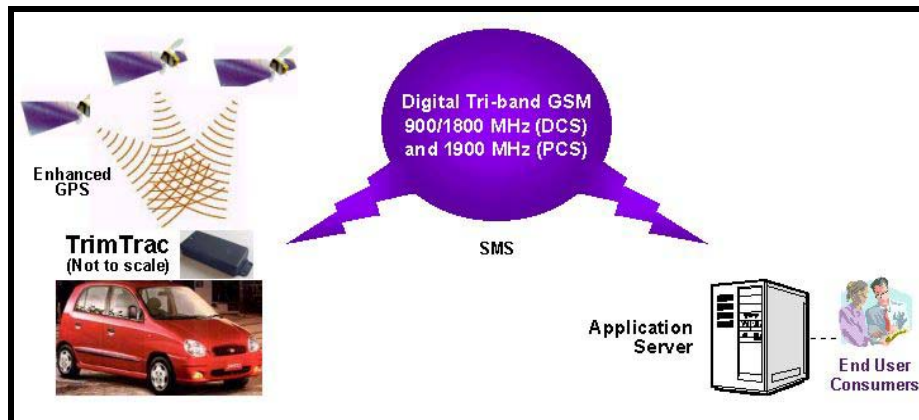 Digital Tri-band GSM
900/1800 MHz (DCS)
and 1900 MHz (PCS)
Enhanced
GPS
TrimTrac
(Not to scale)
SMS
Application
Server
End User
Consumers